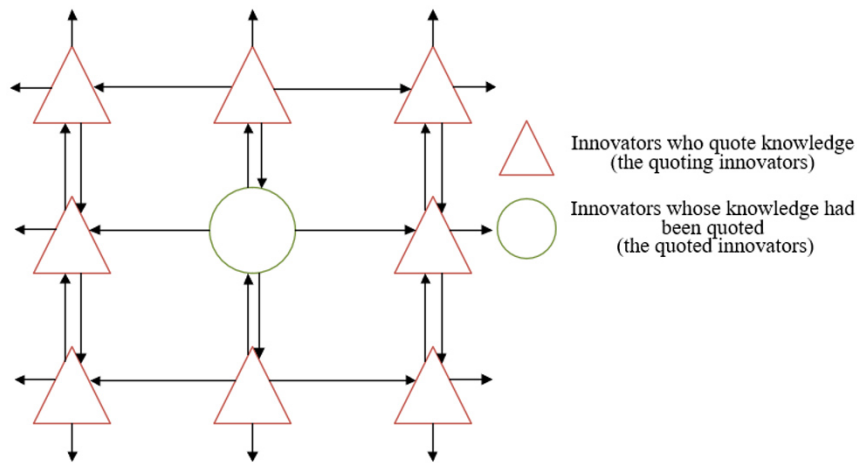 Innovators who quote knowledge
(the quoting innovators)
Innovators whose knowledge had
been quoted
(the quoted innovators)